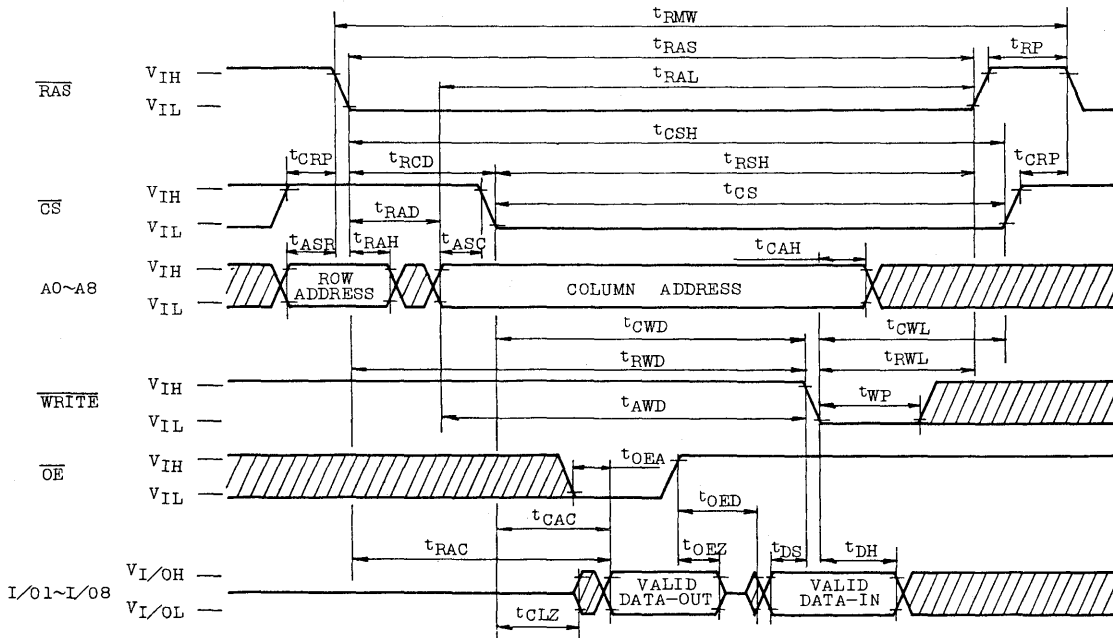 tRMW
tRAS
tRP
VIH
tRAL
RAS
VIL
tCSH
tCRP
tRCD
tRSH
tCRP
VIH
CS
tRAD
tCS
VIL
tASR
tRAH
tASC
tCAH
VIH
ROW
ADDRESS
A0~A8
COLUMN ADDRESS
VIL
tCWD
tCWL
tRWD
tRWL
VIH
WRITE
tAWD
tWP
VIL
VIH
tOEA
OE
VIL
tOED
tCAC
tRAC
tOEZ
tDS
tDH
VI/OH
I/O1~I/O8
VALID
DATA-OUT
VALID
DATA-IN
VI/OL
tCLZ